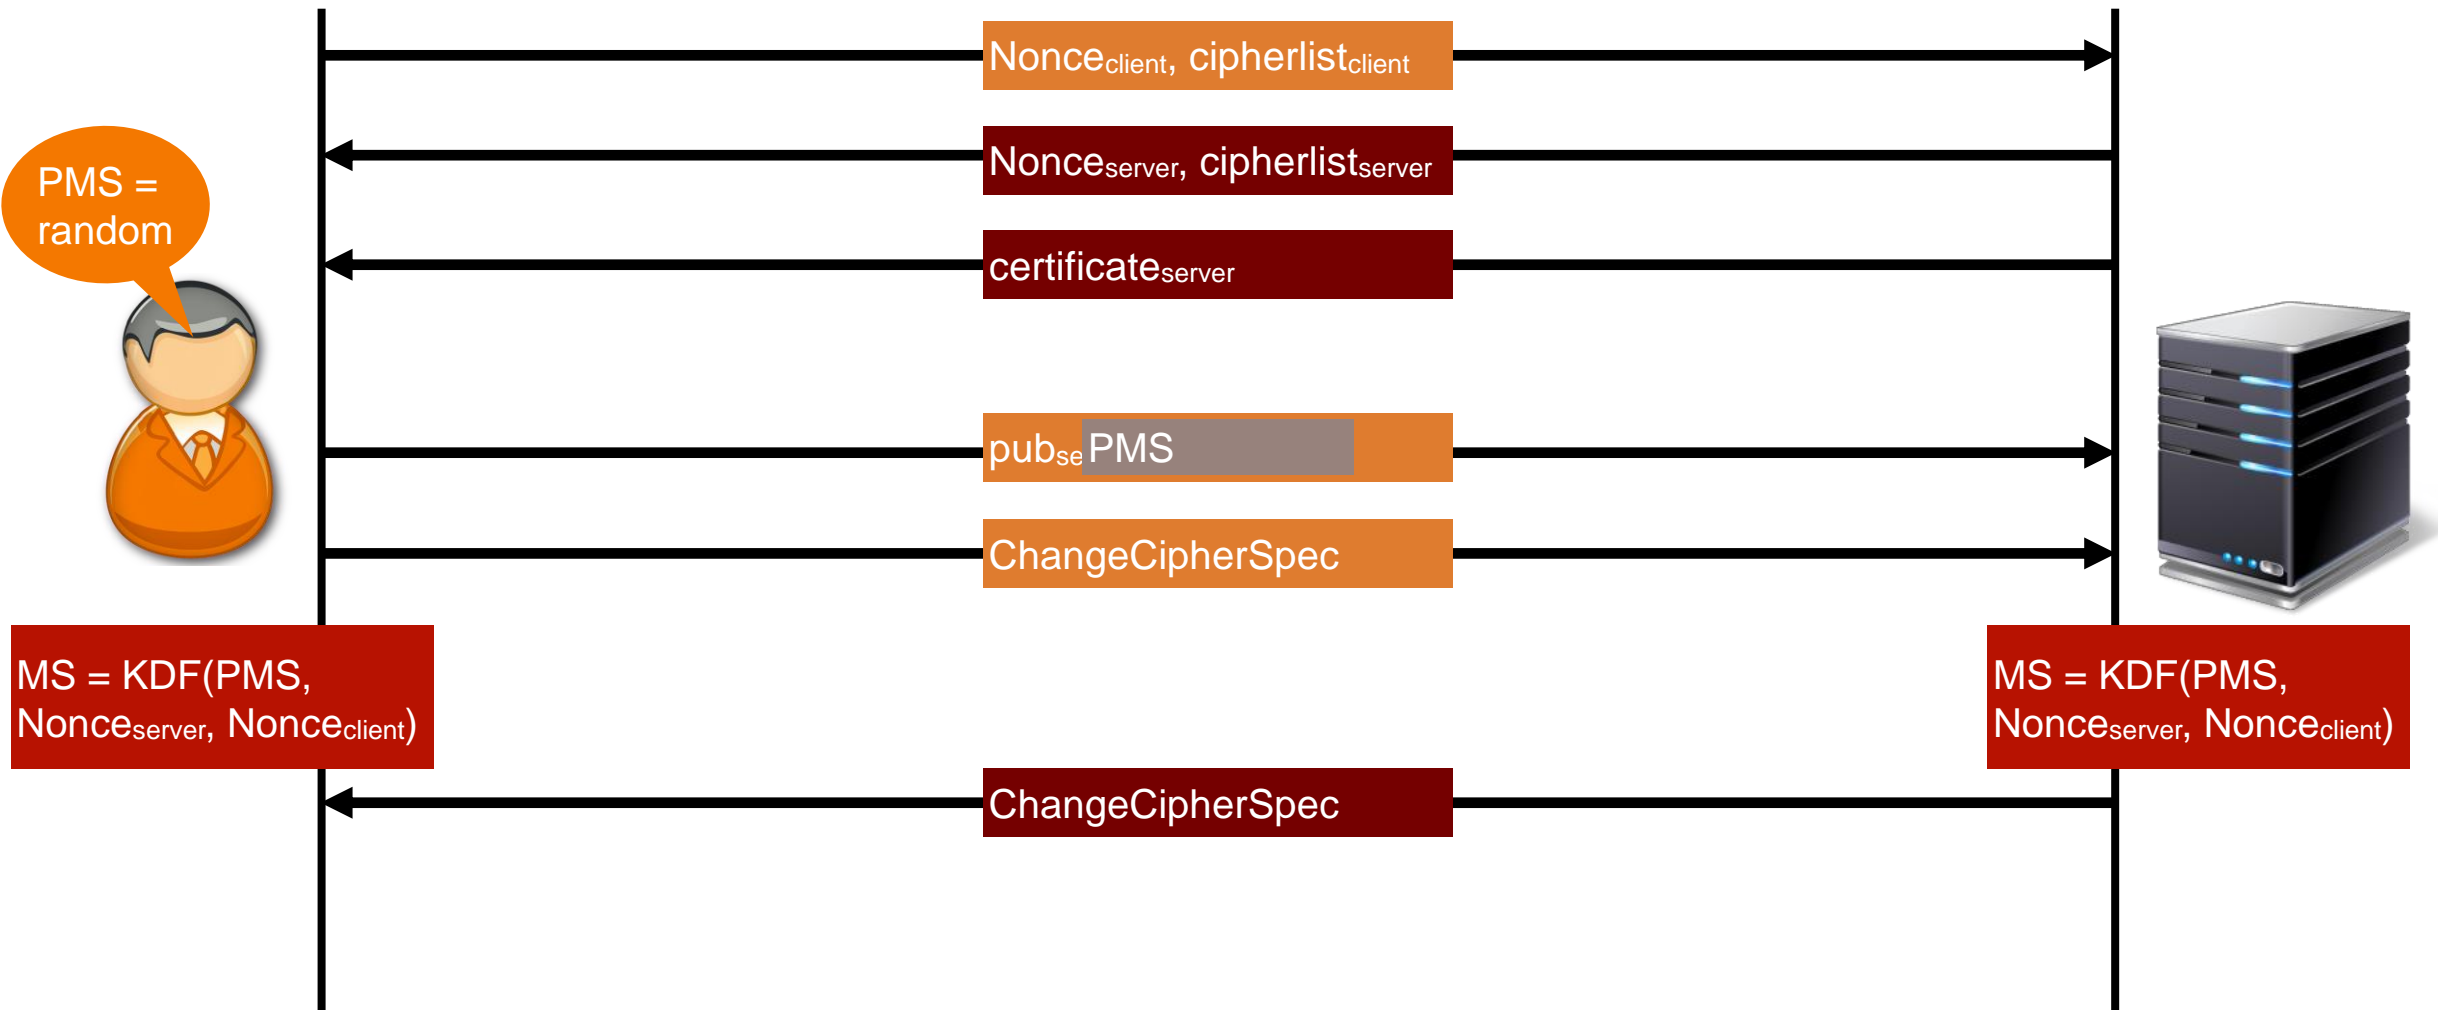 Nonceclient, cipherlistclient
Nonceserver, cipherlistserver
PMS =
random
certificateserver
pubse PMS
ChangeCipherSpec
MS = KDF(PMS,
Nonceserver, Nonceclient)
MS = KDF(PMS,
Nonceserver, Nonceclient)
ChangeCipherSpec